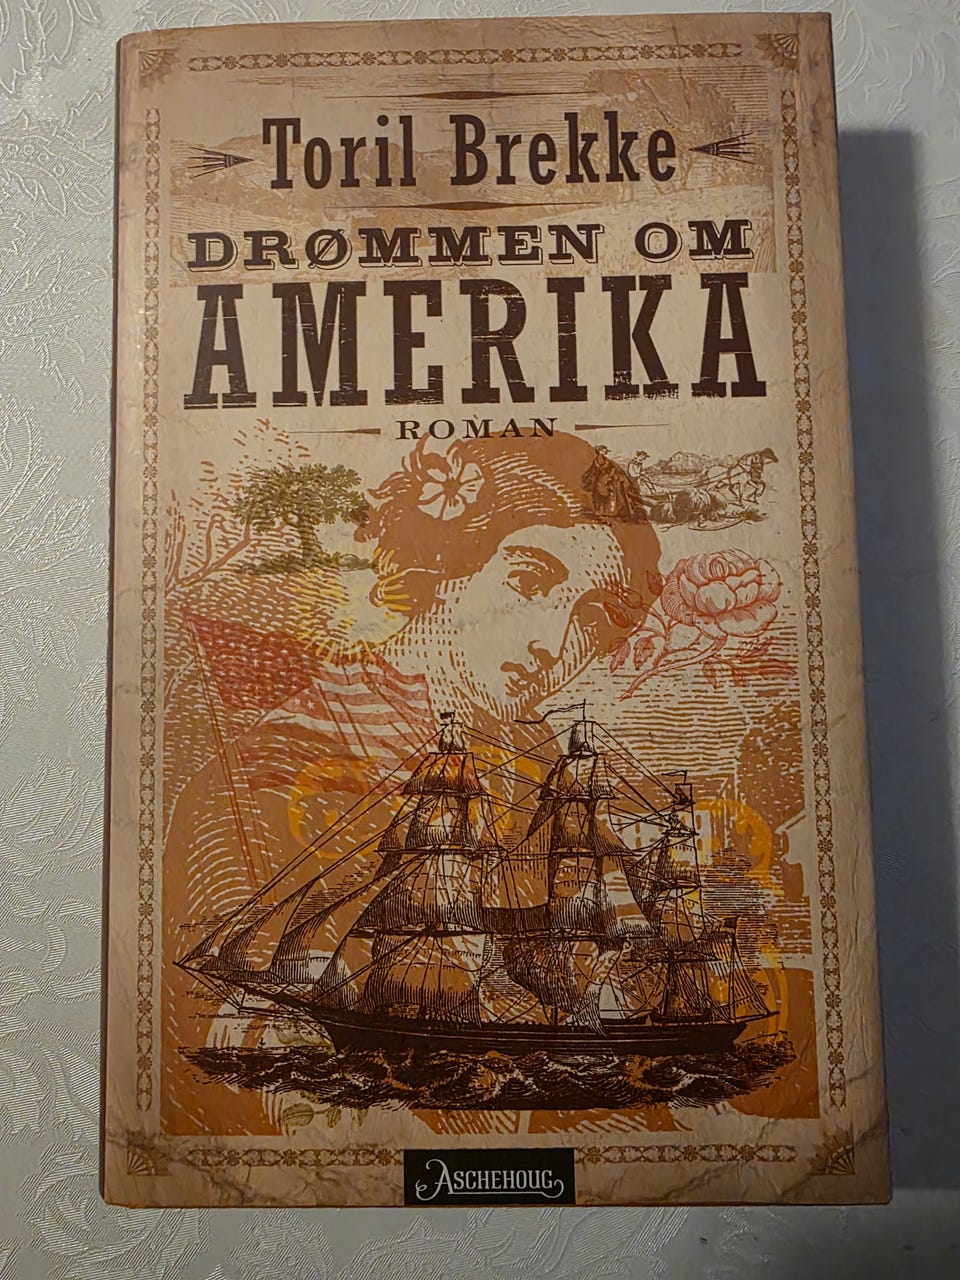 Toril Brekke
DRØMMEN OM
AMERIKA
ROMAN
ASCHEHOUG